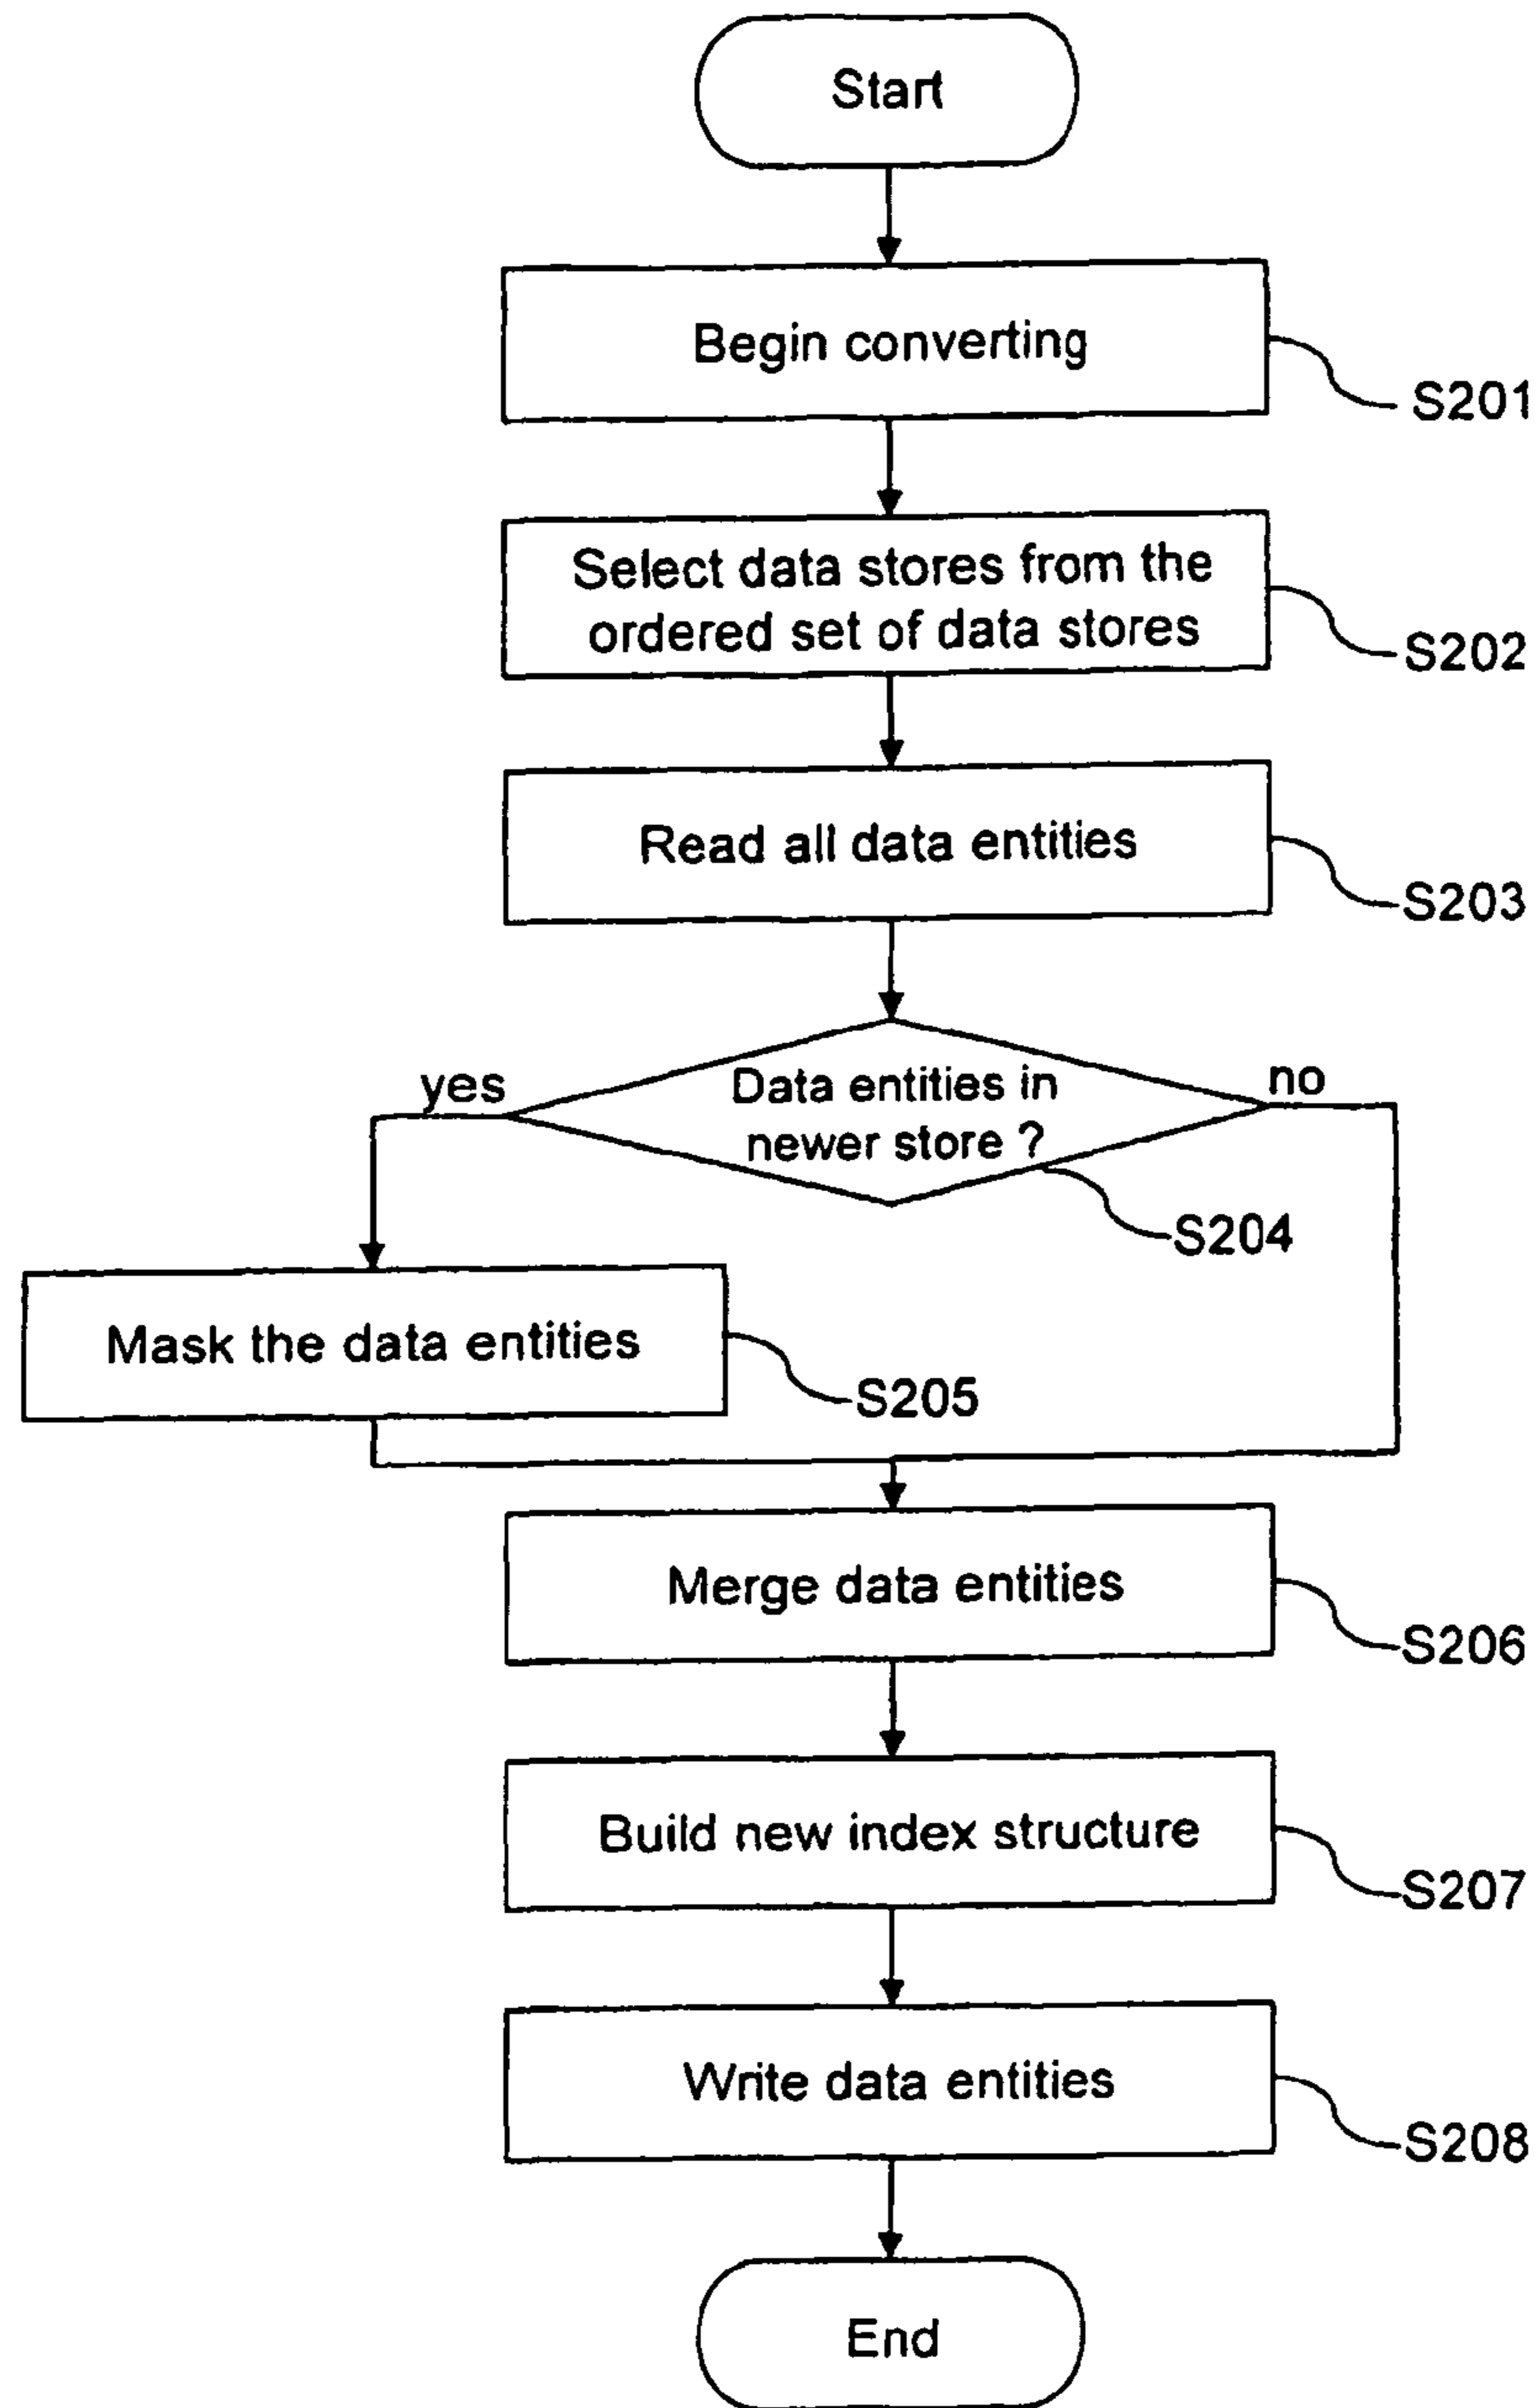 Start
Begin converting
S201
Select data stores from the
ordered set of data stores
S202
Read all data entities
S203
yes
Data entities in
newer store ?
no
S204
Mask the data entities
S205
Merge data entities
S206
Build new index structure
S207
Write data entities
S208
End